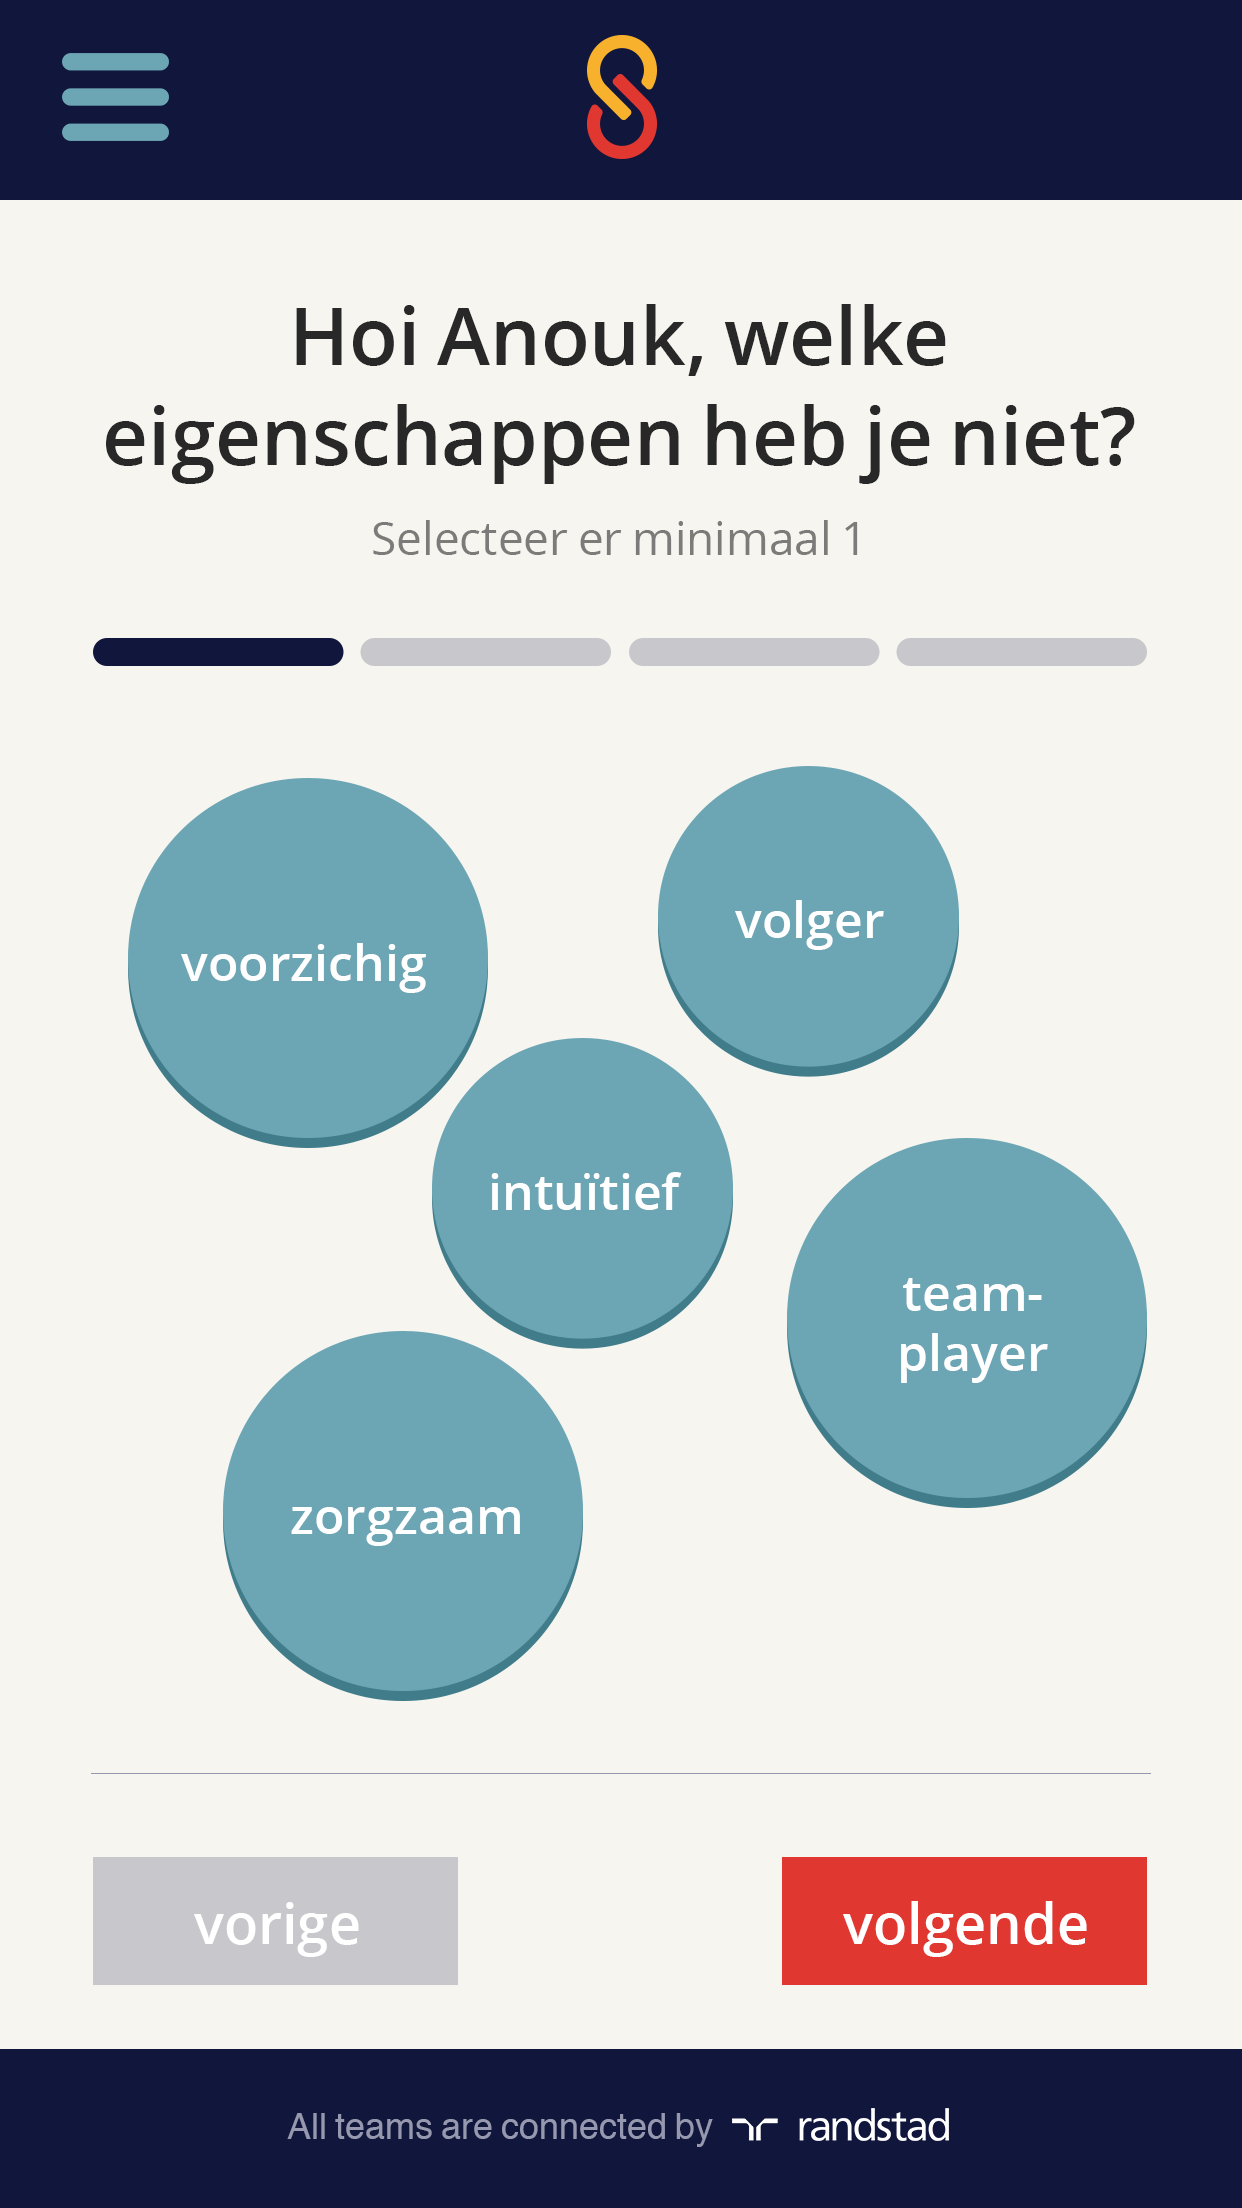 Hoi Anouk, welke
eigenschappen heb je niet?
Selecteer er minimaal 1
voorzichig
volger
intuïtief
team-
player
zorgzaam
vorige
volgende
All teams are connected by randstad